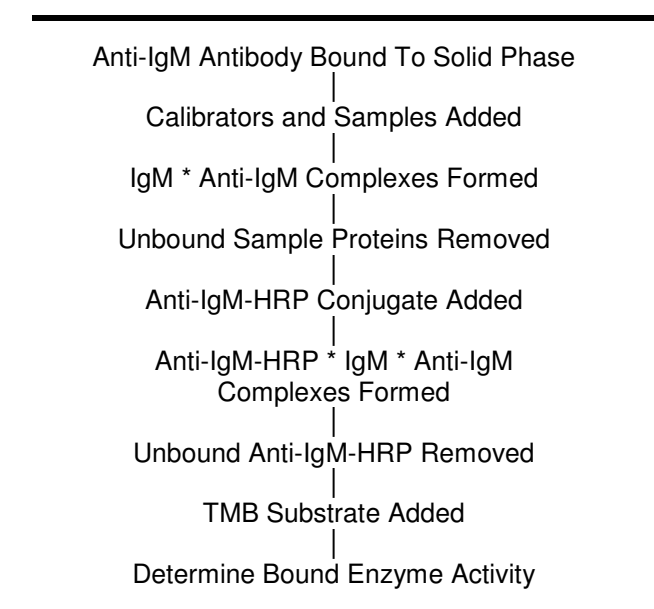 Anti-IgM Antibody Bound To Solid Phase
Calibrators and Samples Added
IgM * Anti-IgM Complexes Formed
Unbound Sample Proteins Removed
Anti-IgM-HRP Conjugate Added
Anti-IgM-HRP * IgM * Anti-IgM
Complexes Formed
Unbound Anti-IgM-HRP Removed
TMB Substrate Added
Determine Bound Enzyme Activity